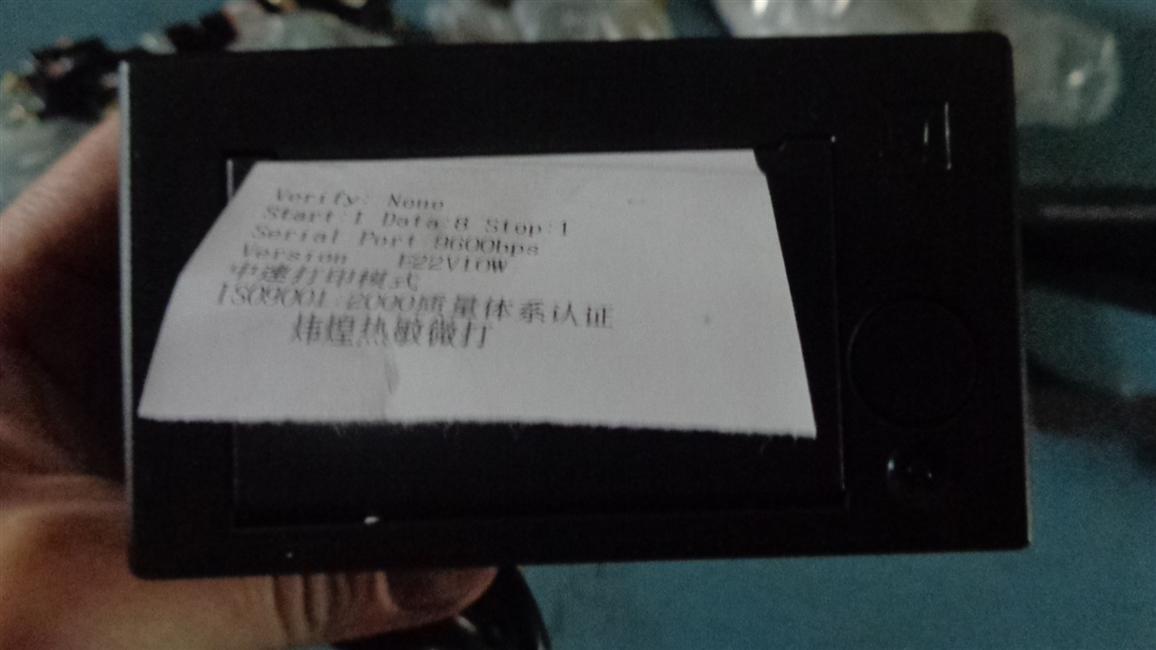 Verify: None
Start:1 Data:8 Stop:1
Serial Port 9600bps
Version E22V10W
中速打印模式
ISO9001:2000质量体系认证
炜煌热敏微打